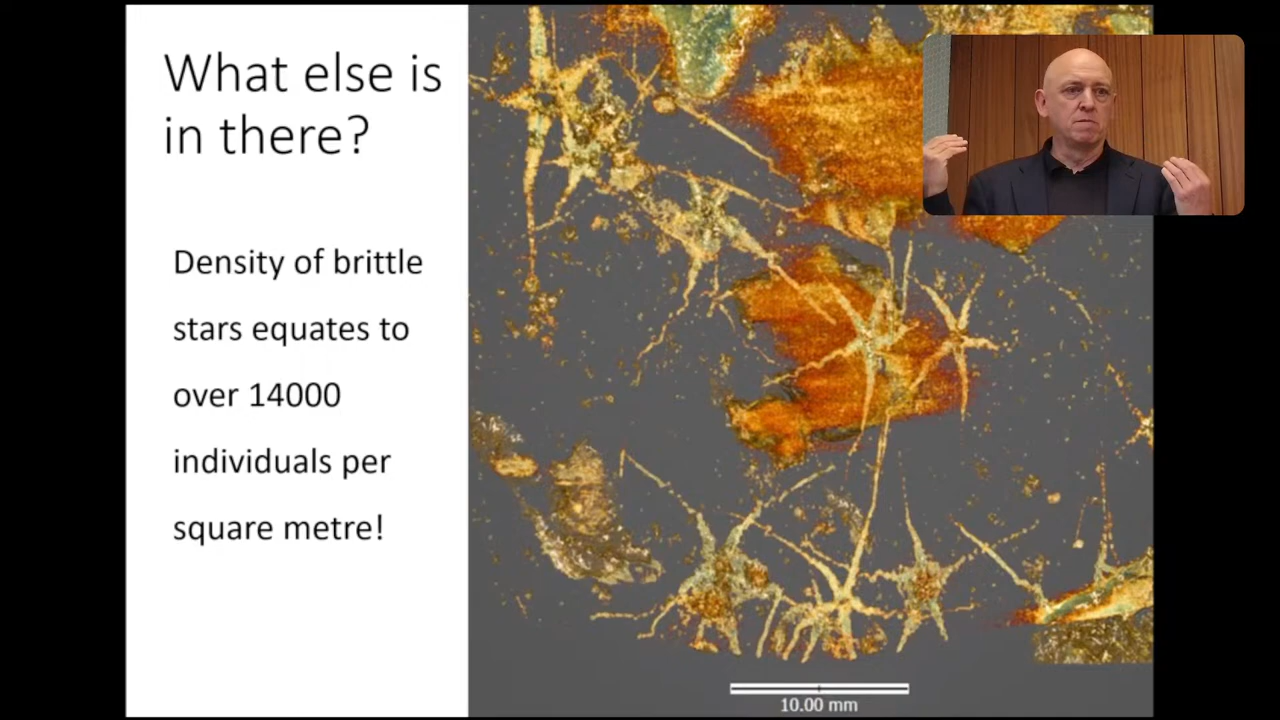 What else is
in there?
Density of brittle
stars equates to
over 14000
individuals per
square metre!
10.00 mm